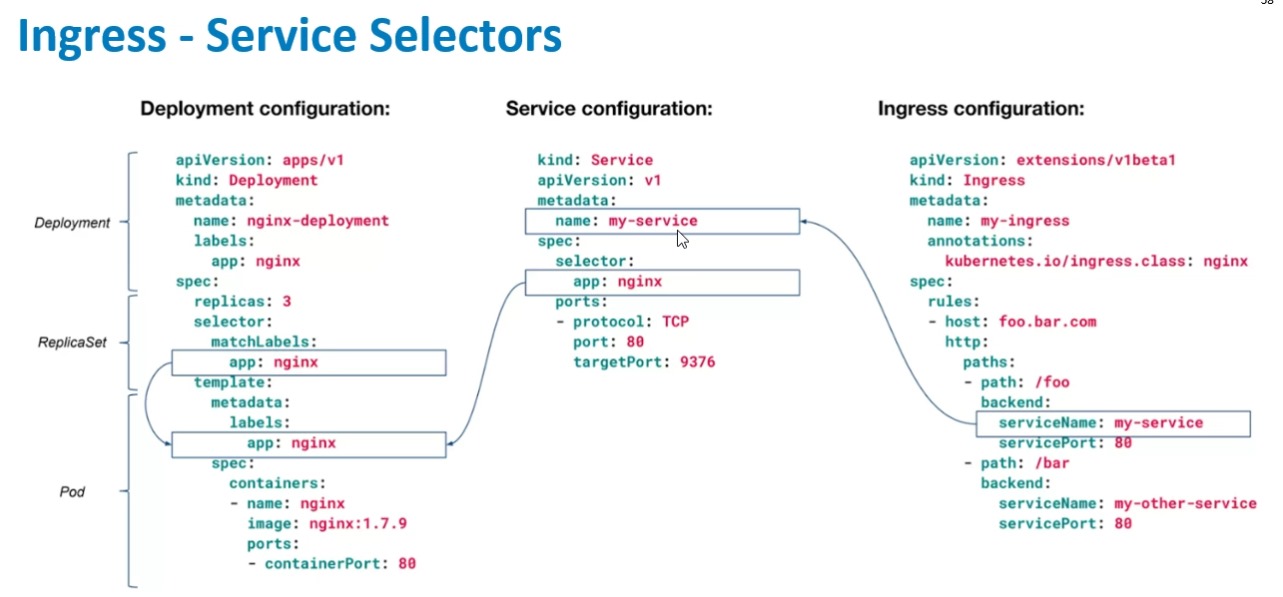 Ingress - Service Selectors
Deployment configuration:
Deployment
ReplicaSet
Pod
apiVersion: apps/v1
kind: Deployment
metadata:
name: nginx-deployment
labels:
app: nginx
spec:
replicas: 3
selector:
matchLabels:
app: nginx
template:
metadata:
labels:
app: nginx
spec:
containers:
- name: nginx
image: nginx:1.7.9
ports:
- containerPort: 80
Service configuration:
kind: Service
apiVersion: v1
metadata:
name: my-service
spec:
selector:
app: nginx
ports:
- protocol: TCP
port: 80
targetPort: 9376
Ingress configuration:
apiVersion: extensions/v1beta1
kind: Ingress
metadata:
name: my-ingress
annotations:
kubernetes.io/ingress.class: nginx
spec:
rules:
- host: foo.bar.com
http:
paths:
- path: /foo
backend:
serviceName: my-service
servicePort: 80
- path: /bar
backend:
serviceName: my-other-service
servicePort: 80